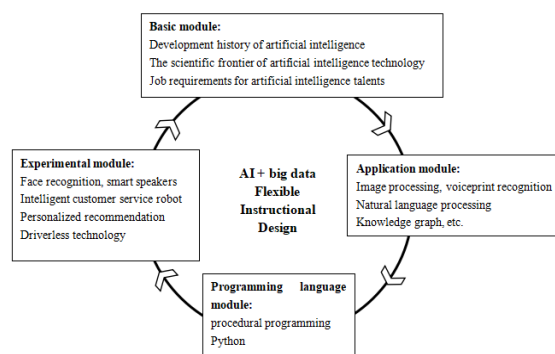 Basic module:
Development history of artificial intelligence
The scientific frontier of artificial intelligence technology
Job requirements for artificial intelligence talents
Experimental module:
Face recognition, smart speakers
Intelligent customer service robot
Personalized recommendation
Driverless technology
AI + big data
Flexible
Instructional
Design
Application module:
Image processing, voiceprint recognition
Natural language processing
Knowledge graph, etc.
Programming language
module:
procedural programming
Python